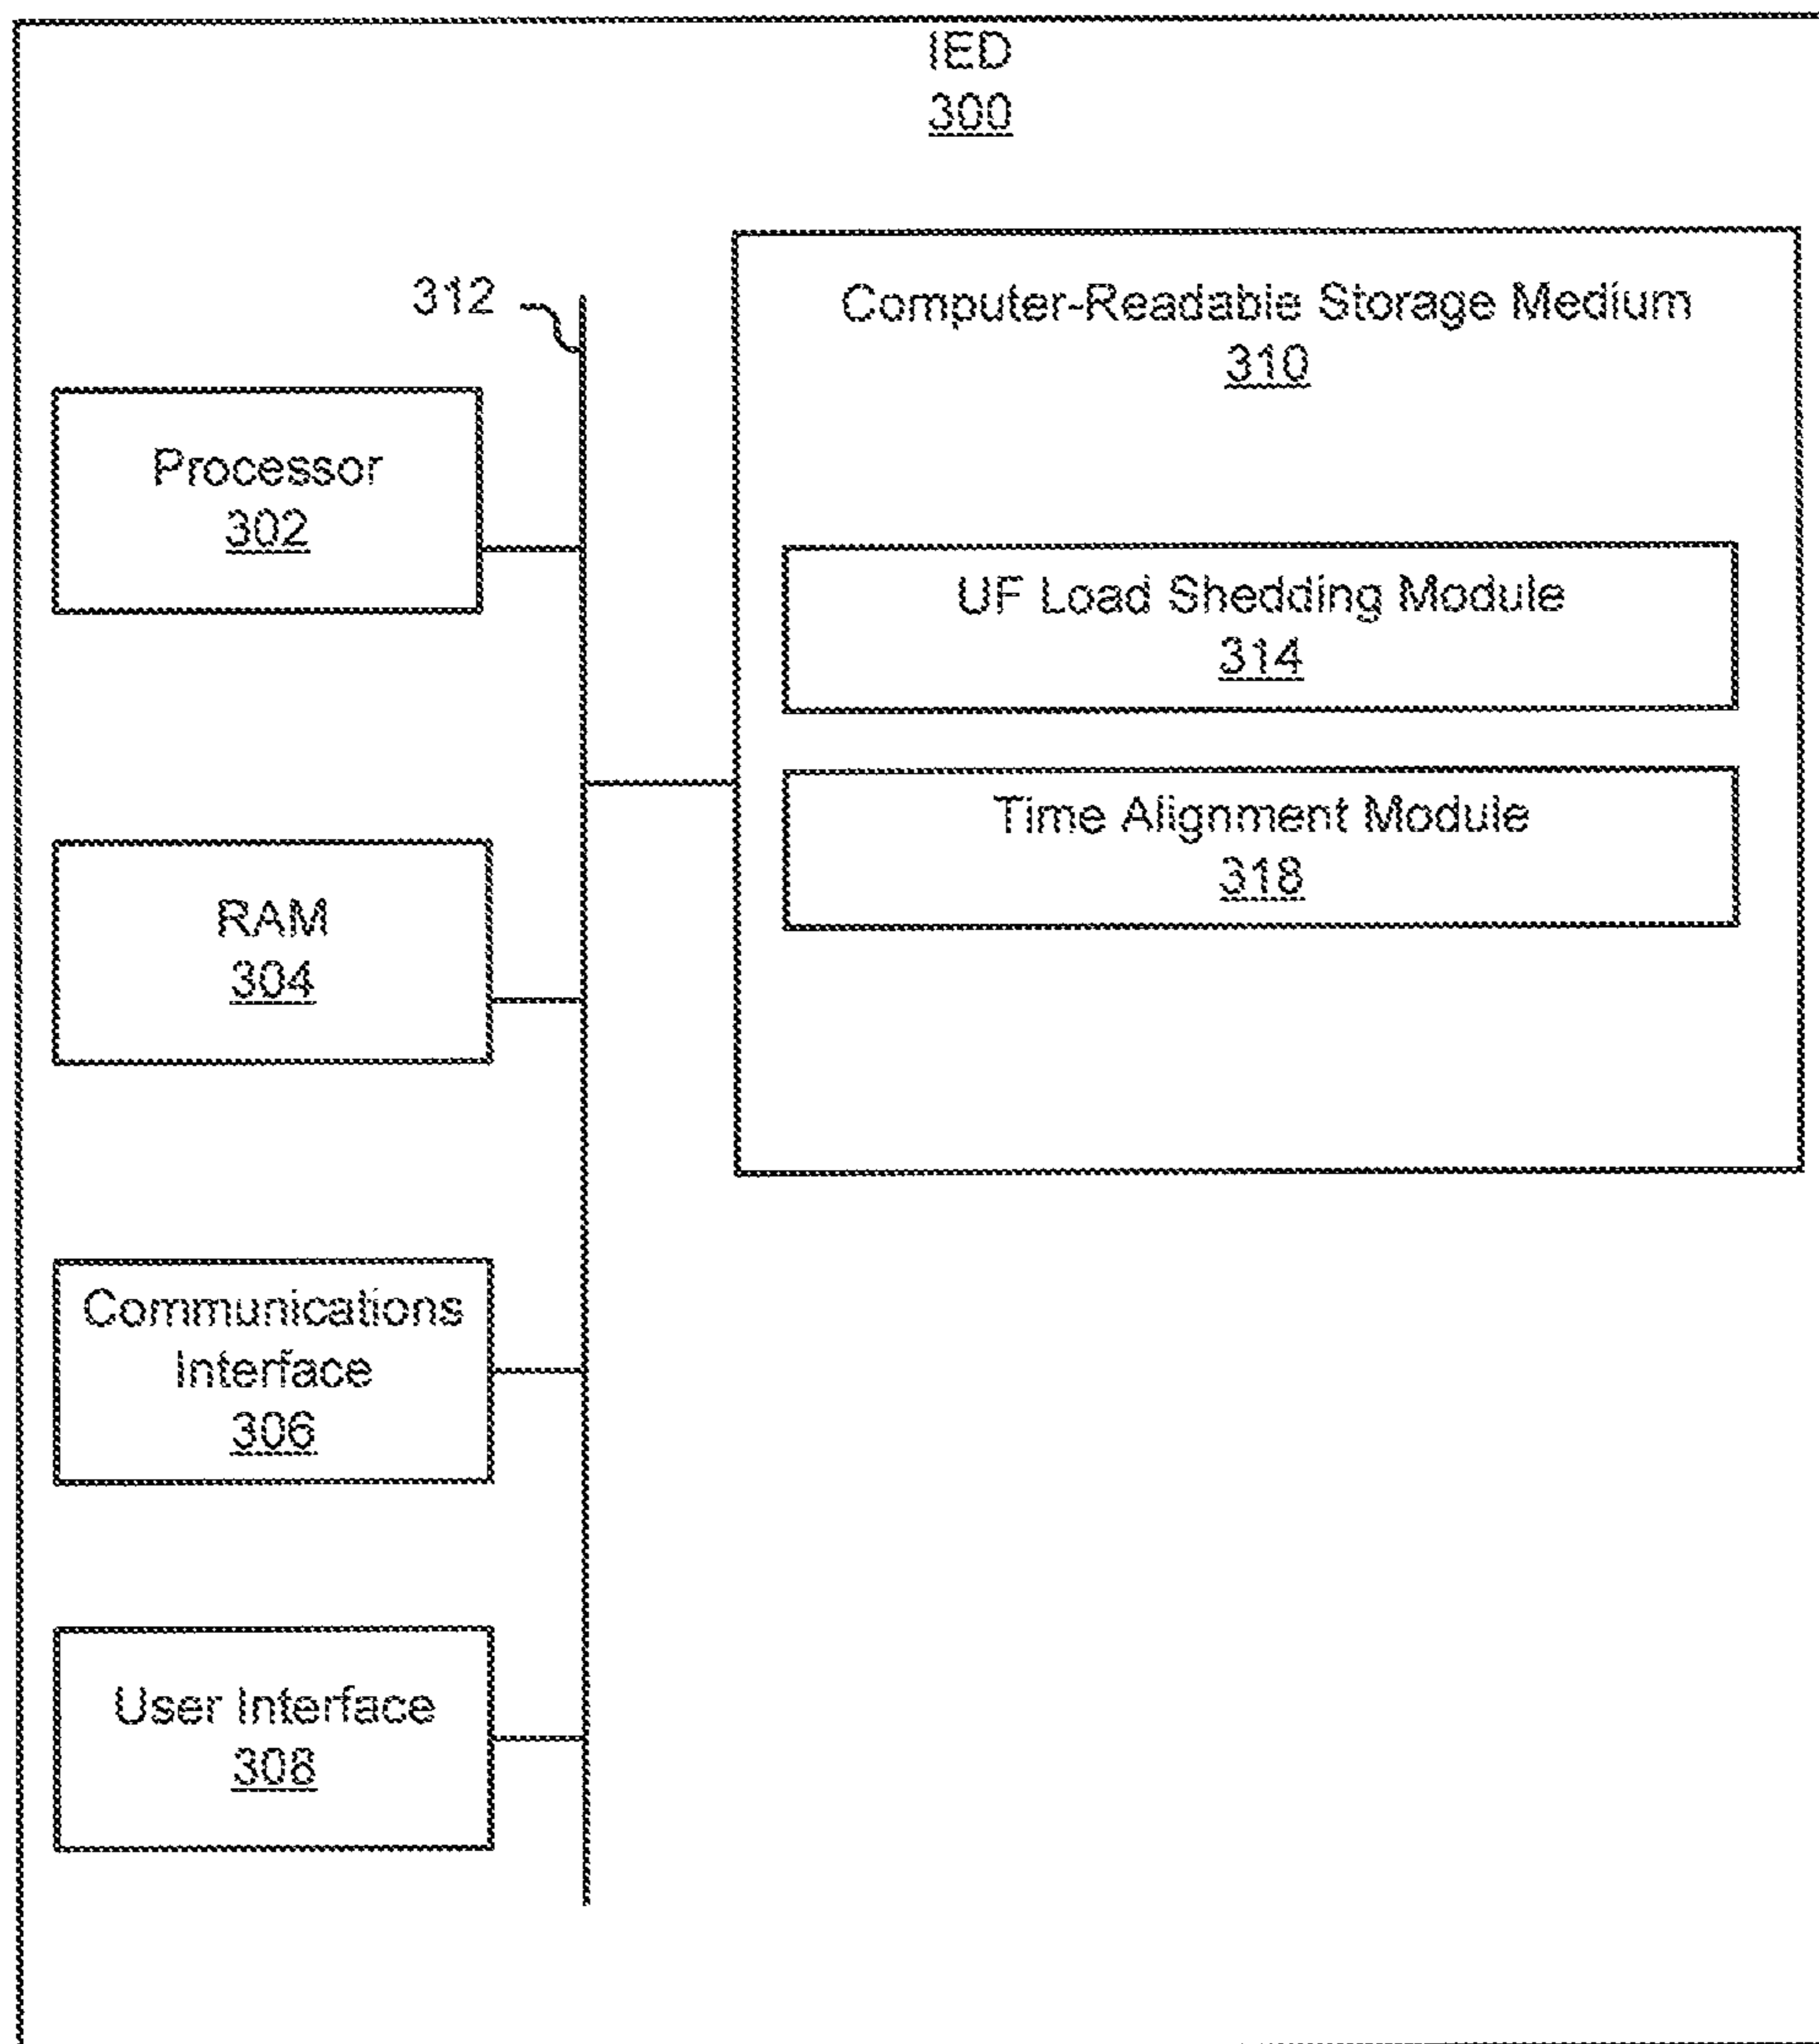 IED
300
312
Computer-Readable Storage Medium
310
Processor
302
UF Load Shedding Module
314
Time Alignment Module
318
RAM
304
Communications
Interface
306
User Interface
308